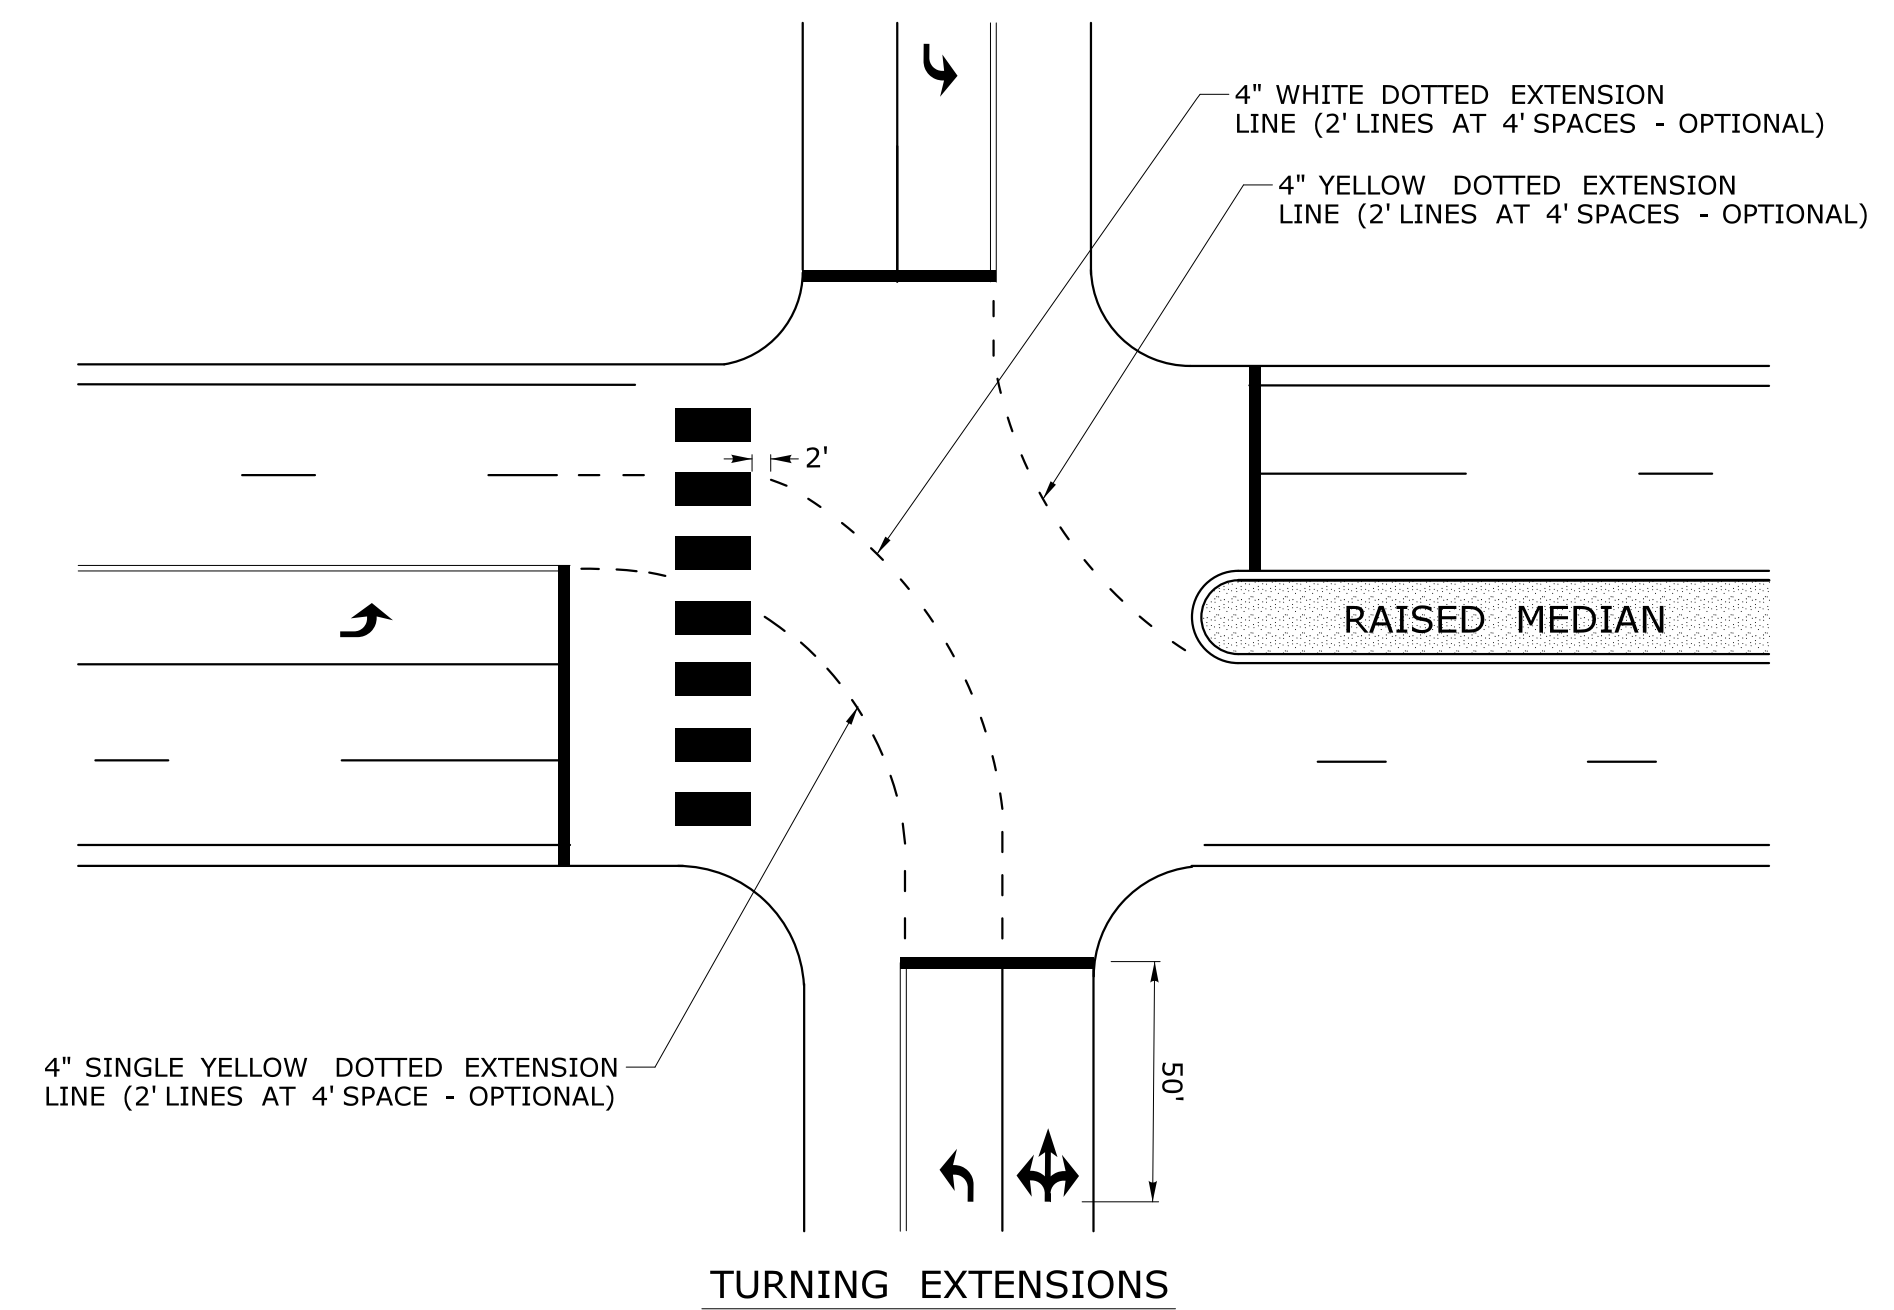 4" WHITE DOTTED EXTENSION
LINE (2' LINES AT 4' SPACES - OPTIONAL)
4" YELLOW DOTTED EXTENSION
LINE (2' LINES AT 4' SPACES - OPTIONAL)
2'
RAISED MEDIAN
4" SINGLE YELLOW DOTTED EXTENSION
LINE (2' LINES AT 4' SPACE - OPTIONAL)
50'
TURNING EXTENSIONS